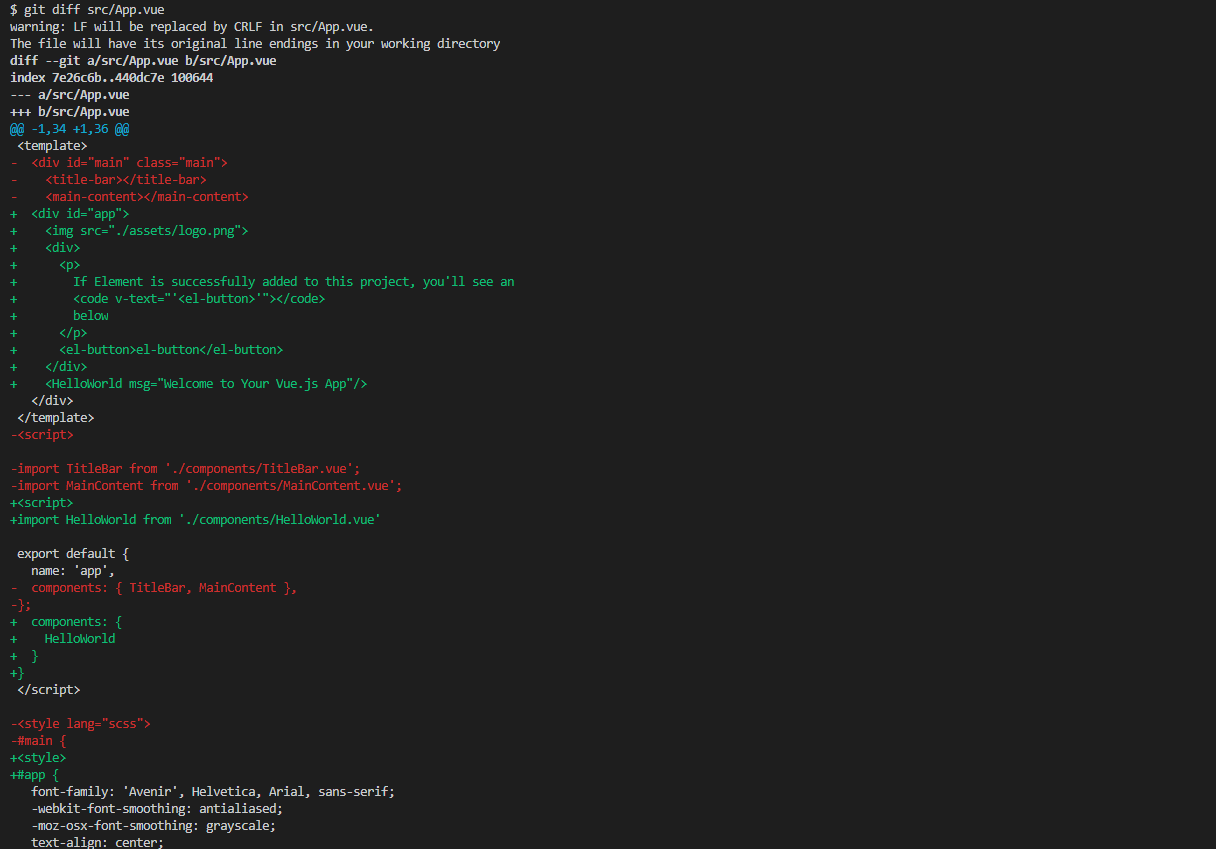 $ git diff src/App.vue
warning: LF will be replaced by CRLF in src/App.vue.
The file will have its original line endings in your working directory
diff --git a/src/App.vue b/src/App.vue
index 7e26c6b..440dc7e 100644
--- a/src/App.vue
+++ b/src/App.vue
@@ -1,34 +1,36 @@
 <template>
-  <div id="main" class="main">
-    <title-bar></title-bar>
-    <main-content></main-content>
+  <div id="app">
+    <img src="./assets/logo.png">
+    <div>
+      <p>
+        If Element is successfully added to this project, you'll see an
+        <code v-text="'<el-button>'"></code>
+        below
+      </p>
+      <el-button>el-button</el-button>
+    </div>
+    <HelloWorld msg="Welcome to Your Vue.js App"/>
   </div>
 </template>
-<script>

-import TitleBar from './components/TitleBar.vue';
-import MainContent from './components/MainContent.vue';
+<script>
+import HelloWorld from './components/HelloWorld.vue'

 export default {
   name: 'app',
-  components: { TitleBar, MainContent },
-};
+  components: {
+    HelloWorld
+  }
+}
 </script>

-<style lang="scss">
-#main {
+<style>
+#app {
   font-family: 'Avenir', Helvetica, Arial, sans-serif;
   -webkit-font-smoothing: antialiased;
   -moz-osx-font-smoothing: grayscale;
   text-align: center;